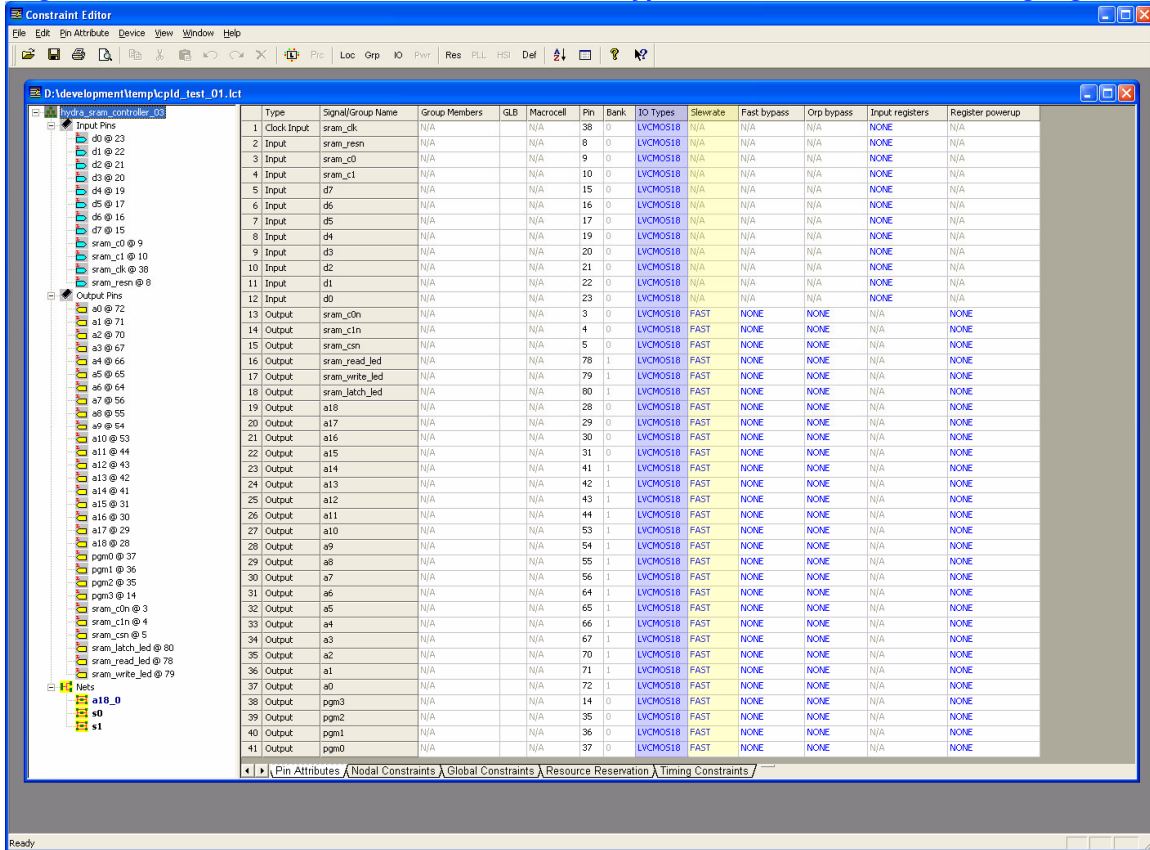 Constraint Editor
File Edit Pin Attribute Device View Window Help
Prc Loc Grp IO Pwr Res PLL HSI Def
D:\development\temp\cpld_test_01.lct
hydra_sram_controller_03
Input Pins
d0 @ 23
d1 @ 22
d2 @ 21
d3 @ 20
d4 @ 19
d5 @ 17
d6 @ 16
d7 @ 15
sram_c0 @ 9
sram_c1 @ 10
sram_clk @ 38
sram_resn @ 8
Output Pins
a0 @ 72
a1 @ 71
a2 @ 70
a3 @ 67
a4 @ 66
a5 @ 65
a6 @ 64
a7 @ 56
a8 @ 55
a9 @ 54
a10 @ 53
a11 @ 44
a12 @ 43
a13 @ 42
a14 @ 41
a15 @ 31
a16 @ 30
a17 @ 29
a18 @ 28
pgm0 @ 37
pgm1 @ 36
pgm2 @ 35
pgm3 @ 14
sram_c0n @ 3
sram_c1n @ 4
sram_csn @ 5
sram_latch_led @ 80
sram_read_led @ 78
sram_write_led @ 79
Nets
a18_0
s0
s1
Type Signal/Group Name Group Members GLB Macrocell Pin Bank IO Types Slewrate Fast bypass Orp bypass Input registers Register powerup
1 Clock Input sram_clk N/A N/A 38 0 LVCMOS18 N/A N/A N/A NONE N/A
2 Input sram_resn N/A N/A 8 0 LVCMOS18 N/A N/A N/A NONE N/A
3 Input sram_c0 N/A N/A 9 0 LVCMOS18 N/A N/A N/A NONE N/A
4 Input sram_c1 N/A N/A 10 0 LVCMOS18 N/A N/A N/A NONE N/A
5 Input d7 N/A N/A 15 0 LVCMOS18 N/A N/A N/A NONE N/A
6 Input d6 N/A N/A 16 0 LVCMOS18 N/A N/A N/A NONE N/A
7 Input d5 N/A N/A 17 0 LVCMOS18 N/A N/A N/A NONE N/A
8 Input d4 N/A N/A 19 0 LVCMOS18 N/A N/A N/A NONE N/A
9 Input d3 N/A N/A 20 0 LVCMOS18 N/A N/A N/A NONE N/A
10 Input d2 N/A N/A 21 0 LVCMOS18 N/A N/A N/A NONE N/A
11 Input d1 N/A N/A 22 0 LVCMOS18 N/A N/A N/A NONE N/A
12 Input d0 N/A N/A 23 0 LVCMOS18 N/A N/A N/A NONE N/A
13 Output sram_c0n N/A N/A 3 0 LVCMOS18 FAST NONE NONE N/A NONE
14 Output sram_c1n N/A N/A 4 0 LVCMOS18 FAST NONE NONE N/A NONE
15 Output sram_csn N/A N/A 5 0 LVCMOS18 FAST NONE NONE N/A NONE
16 Output sram_read_led N/A N/A 78 1 LVCMOS18 FAST NONE NONE N/A NONE
17 Output sram_write_led N/A N/A 79 1 LVCMOS18 FAST NONE NONE N/A NONE
18 Output sram_latch_led N/A N/A 80 1 LVCMOS18 FAST NONE NONE N/A NONE
19 Output a18 N/A N/A 28 0 LVCMOS18 FAST NONE NONE N/A NONE
20 Output a17 N/A N/A 29 0 LVCMOS18 FAST NONE NONE N/A NONE
21 Output a16 N/A N/A 30 0 LVCMOS18 FAST NONE NONE N/A NONE
22 Output a15 N/A N/A 31 0 LVCMOS18 FAST NONE NONE N/A NONE
23 Output a14 N/A N/A 41 1 LVCMOS18 FAST NONE NONE N/A NONE
24 Output a13 N/A N/A 42 1 LVCMOS18 FAST NONE NONE N/A NONE
25 Output a12 N/A N/A 43 1 LVCMOS18 FAST NONE NONE N/A NONE
26 Output a11 N/A N/A 44 1 LVCMOS18 FAST NONE NONE N/A NONE
27 Output a10 N/A N/A 53 1 LVCMOS18 FAST NONE NONE N/A NONE
28 Output a9 N/A N/A 54 1 LVCMOS18 FAST NONE NONE N/A NONE
29 Output a8 N/A N/A 55 1 LVCMOS18 FAST NONE NONE N/A NONE
30 Output a7 N/A N/A 56 1 LVCMOS18 FAST NONE NONE N/A NONE
31 Output a6 N/A N/A 64 1 LVCMOS18 FAST NONE NONE N/A NONE
32 Output a5 N/A N/A 65 1 LVCMOS18 FAST NONE NONE N/A NONE
33 Output a4 N/A N/A 66 1 LVCMOS18 FAST NONE NONE N/A NONE
34 Output a3 N/A N/A 67 1 LVCMOS18 FAST NONE NONE N/A NONE
35 Output a2 N/A N/A 70 1 LVCMOS18 FAST NONE NONE N/A NONE
36 Output a1 N/A N/A 71 1 LVCMOS18 FAST NONE NONE N/A NONE
37 Output a0 N/A N/A 72 1 LVCMOS18 FAST NONE NONE N/A NONE
38 Output pgm3 N/A N/A 14 0 LVCMOS18 FAST NONE NONE N/A NONE
39 Output pgm2 N/A N/A 35 0 LVCMOS18 FAST NONE NONE N/A NONE
40 Output pgm1 N/A N/A 36 0 LVCMOS18 FAST NONE NONE N/A NONE
41 Output pgm0 N/A N/A 37 0 LVCMOS18 FAST NONE NONE N/A NONE
Pin Attributes Nodal Constraints Global Constraints Resource Reservation Timing Constraints
Ready